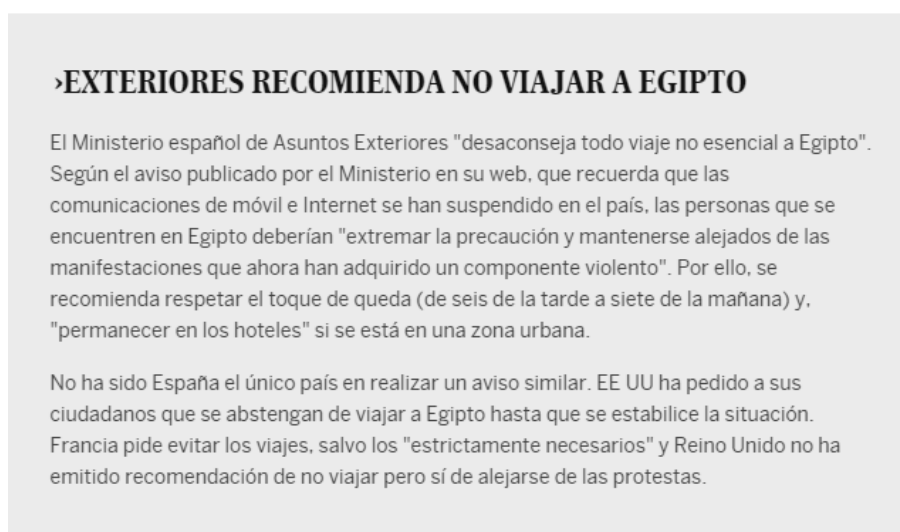 ›EXTERIORES RECOMIENDA NO VIAJAR A EGIPTO
El Ministerio español de Asuntos Exteriores "desaconseja todo viaje no esencial a Egipto".
Según el aviso publicado por el Ministerio en su web, que recuerda que las
comunicaciones de móvil e Internet se han suspendido en el país, las personas que se
encuentren en Egipto deberían "extremar la precaución y mantenerse alejados de las
manifestaciones que ahora han adquirido un componente violento". Por ello, se
recomienda respetar el toque de queda (de seis de la tarde a siete de la mañana) y,
"permanecer en los hoteles" si se está en una zona urbana.
No ha sido España el único país en realizar un aviso similar. EE UU ha pedido a sus
ciudadanos que se abstengan de viajar a Egipto hasta que se estabilice la situación.
Francia pide evitar los viajes, salvo los "estrictamente necesarios" y Reino Unido no ha
emitido recomendación de no viajar pero sí de alejarse de las protestas.